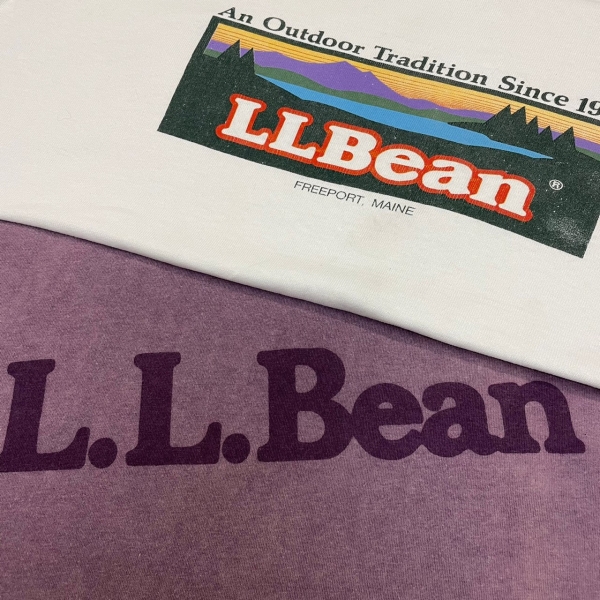 An Outdoor Tradition Since 19
LLBean®
FREEPORT, MAINE
L.L.Bean